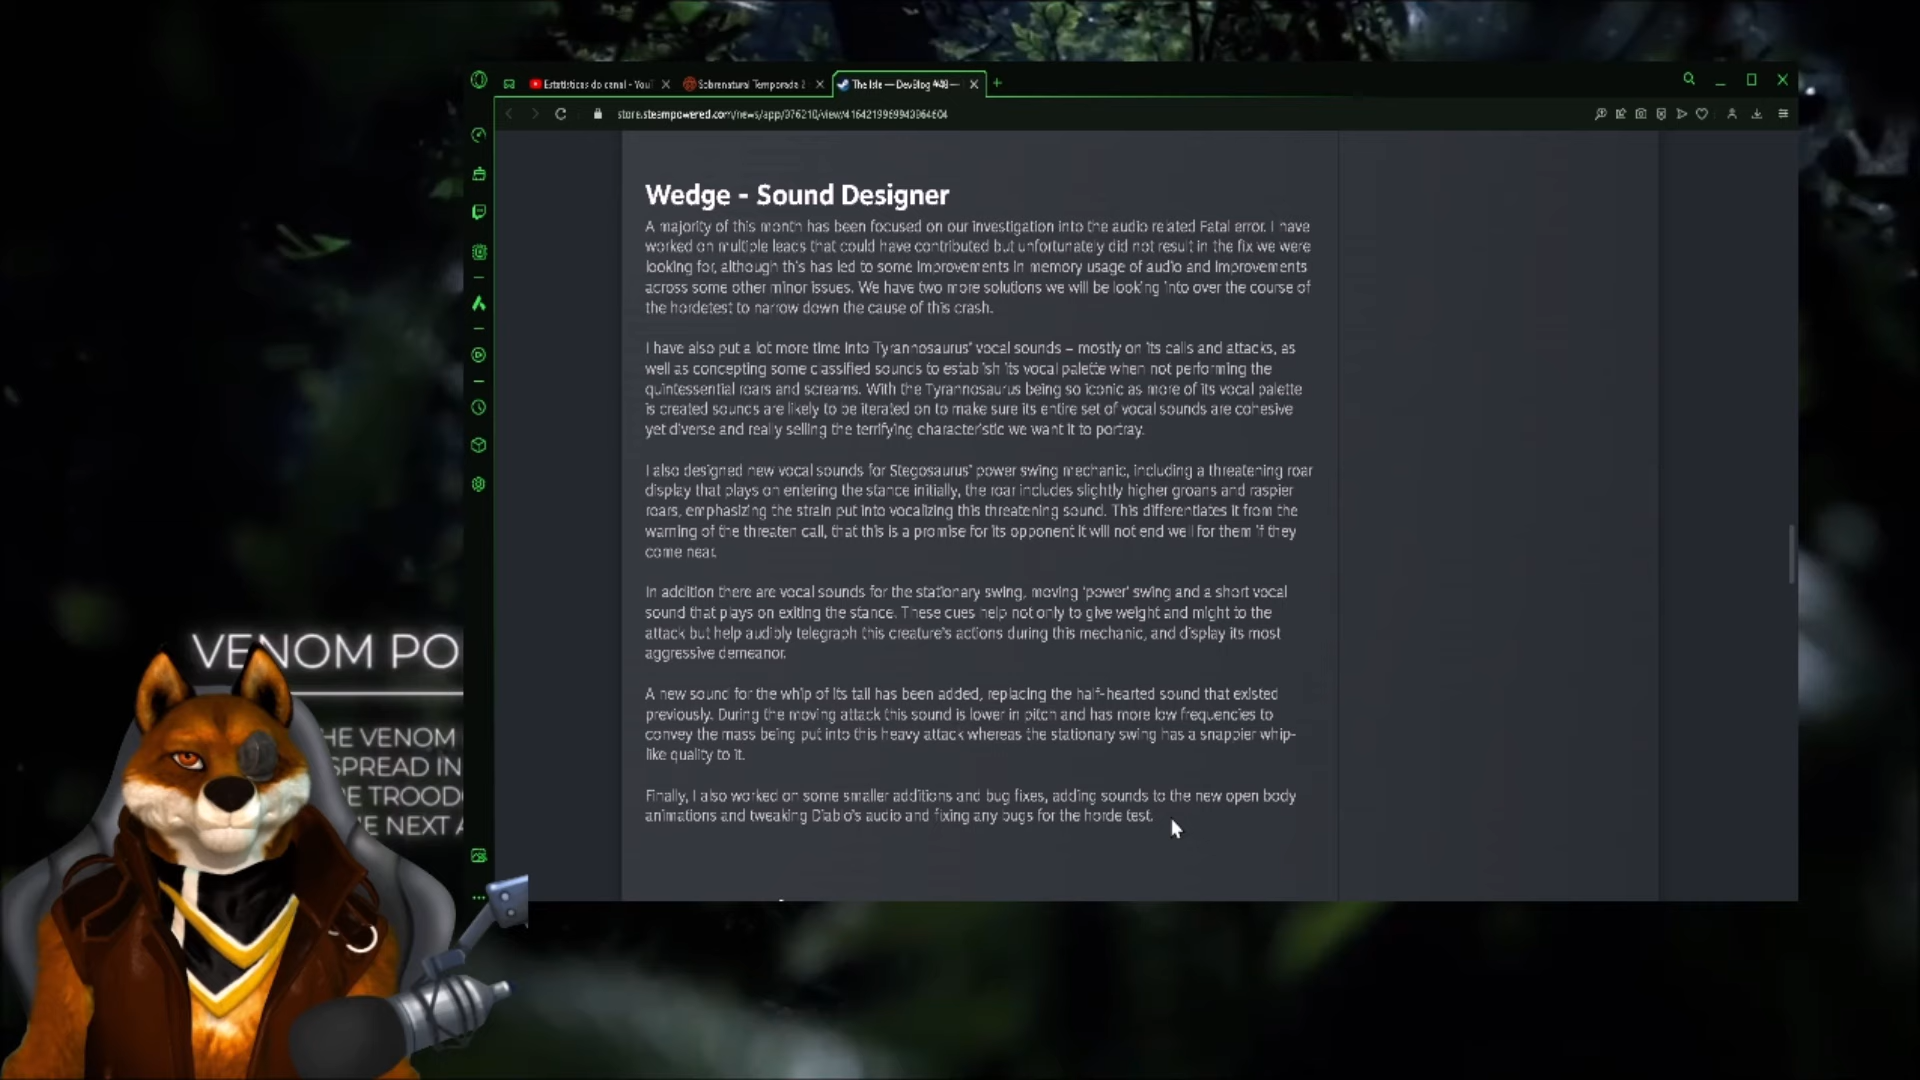 Estatísticas do canal - YouT
Sobrenatural Temporada 2
The Isle — DevBlog #48 —
store.steampowered.com/news/app/376210/view/4164219969943964604
Wedge - Sound Designer
A majority of this month has been focused on our investigation into the audio related Fatal error. I have
worked on multiple leads that could have contributed but unfortunately did not result in the fix we were
looking for, although this has led to some improvements in memory usage of audio and improvements
across some other minor issues. We have two more solutions we will be looking into over the course of
the hordetest to narrow down the cause of this crash.
I have also put a lot more time into Tyrannosaurus' vocal sounds – mostly on its calls and attacks, as
well as concepting some classified sounds to establish its vocal palette when not performing the
quintessential roars and screams. With the Tyrannosaurus being so iconic as more of its vocal palette
is created sounds are likely to be iterated on to make sure its entire set of vocal sounds are cohesive
yet diverse and really selling the terrifying characteristic we want it to portray.
I also designed new vocal sounds for Stegosaurus' power swing mechanic, including a threatening roar
display that plays on entering the stance initially, the roar includes slightly higher groans and raspier
roars, emphasizing the strain put into vocalizing this threatening sound. This differentiates it from the
warning of the threaten call, that this is a promise for its opponent it will not end well for them if they
come near.
In addition there are vocal sounds for the stationary swing, moving 'power' swing and a short vocal
sound that plays on exiting the stance. These cues help not only to give weight and might to the
attack but help audibly telegraph this creature's actions during this mechanic, and display its most
aggressive demeanor.
A new sound for the whip of its tail has been added, replacing the half-hearted sound that existed
previously. During the moving attack this sound is lower in pitch and has more low frequencies to
convey the mass being put into this heavy attack whereas the stationary swing has a snappier whip-
like quality to it.
Finally, I also worked on some smaller additions and bug fixes, adding sounds to the new open body
animations and tweaking Diablo's audio and fixing any bugs for the horde test.
VENOM PO
HE VENOM
SPREAD IN
E TROOD
E NEXT A